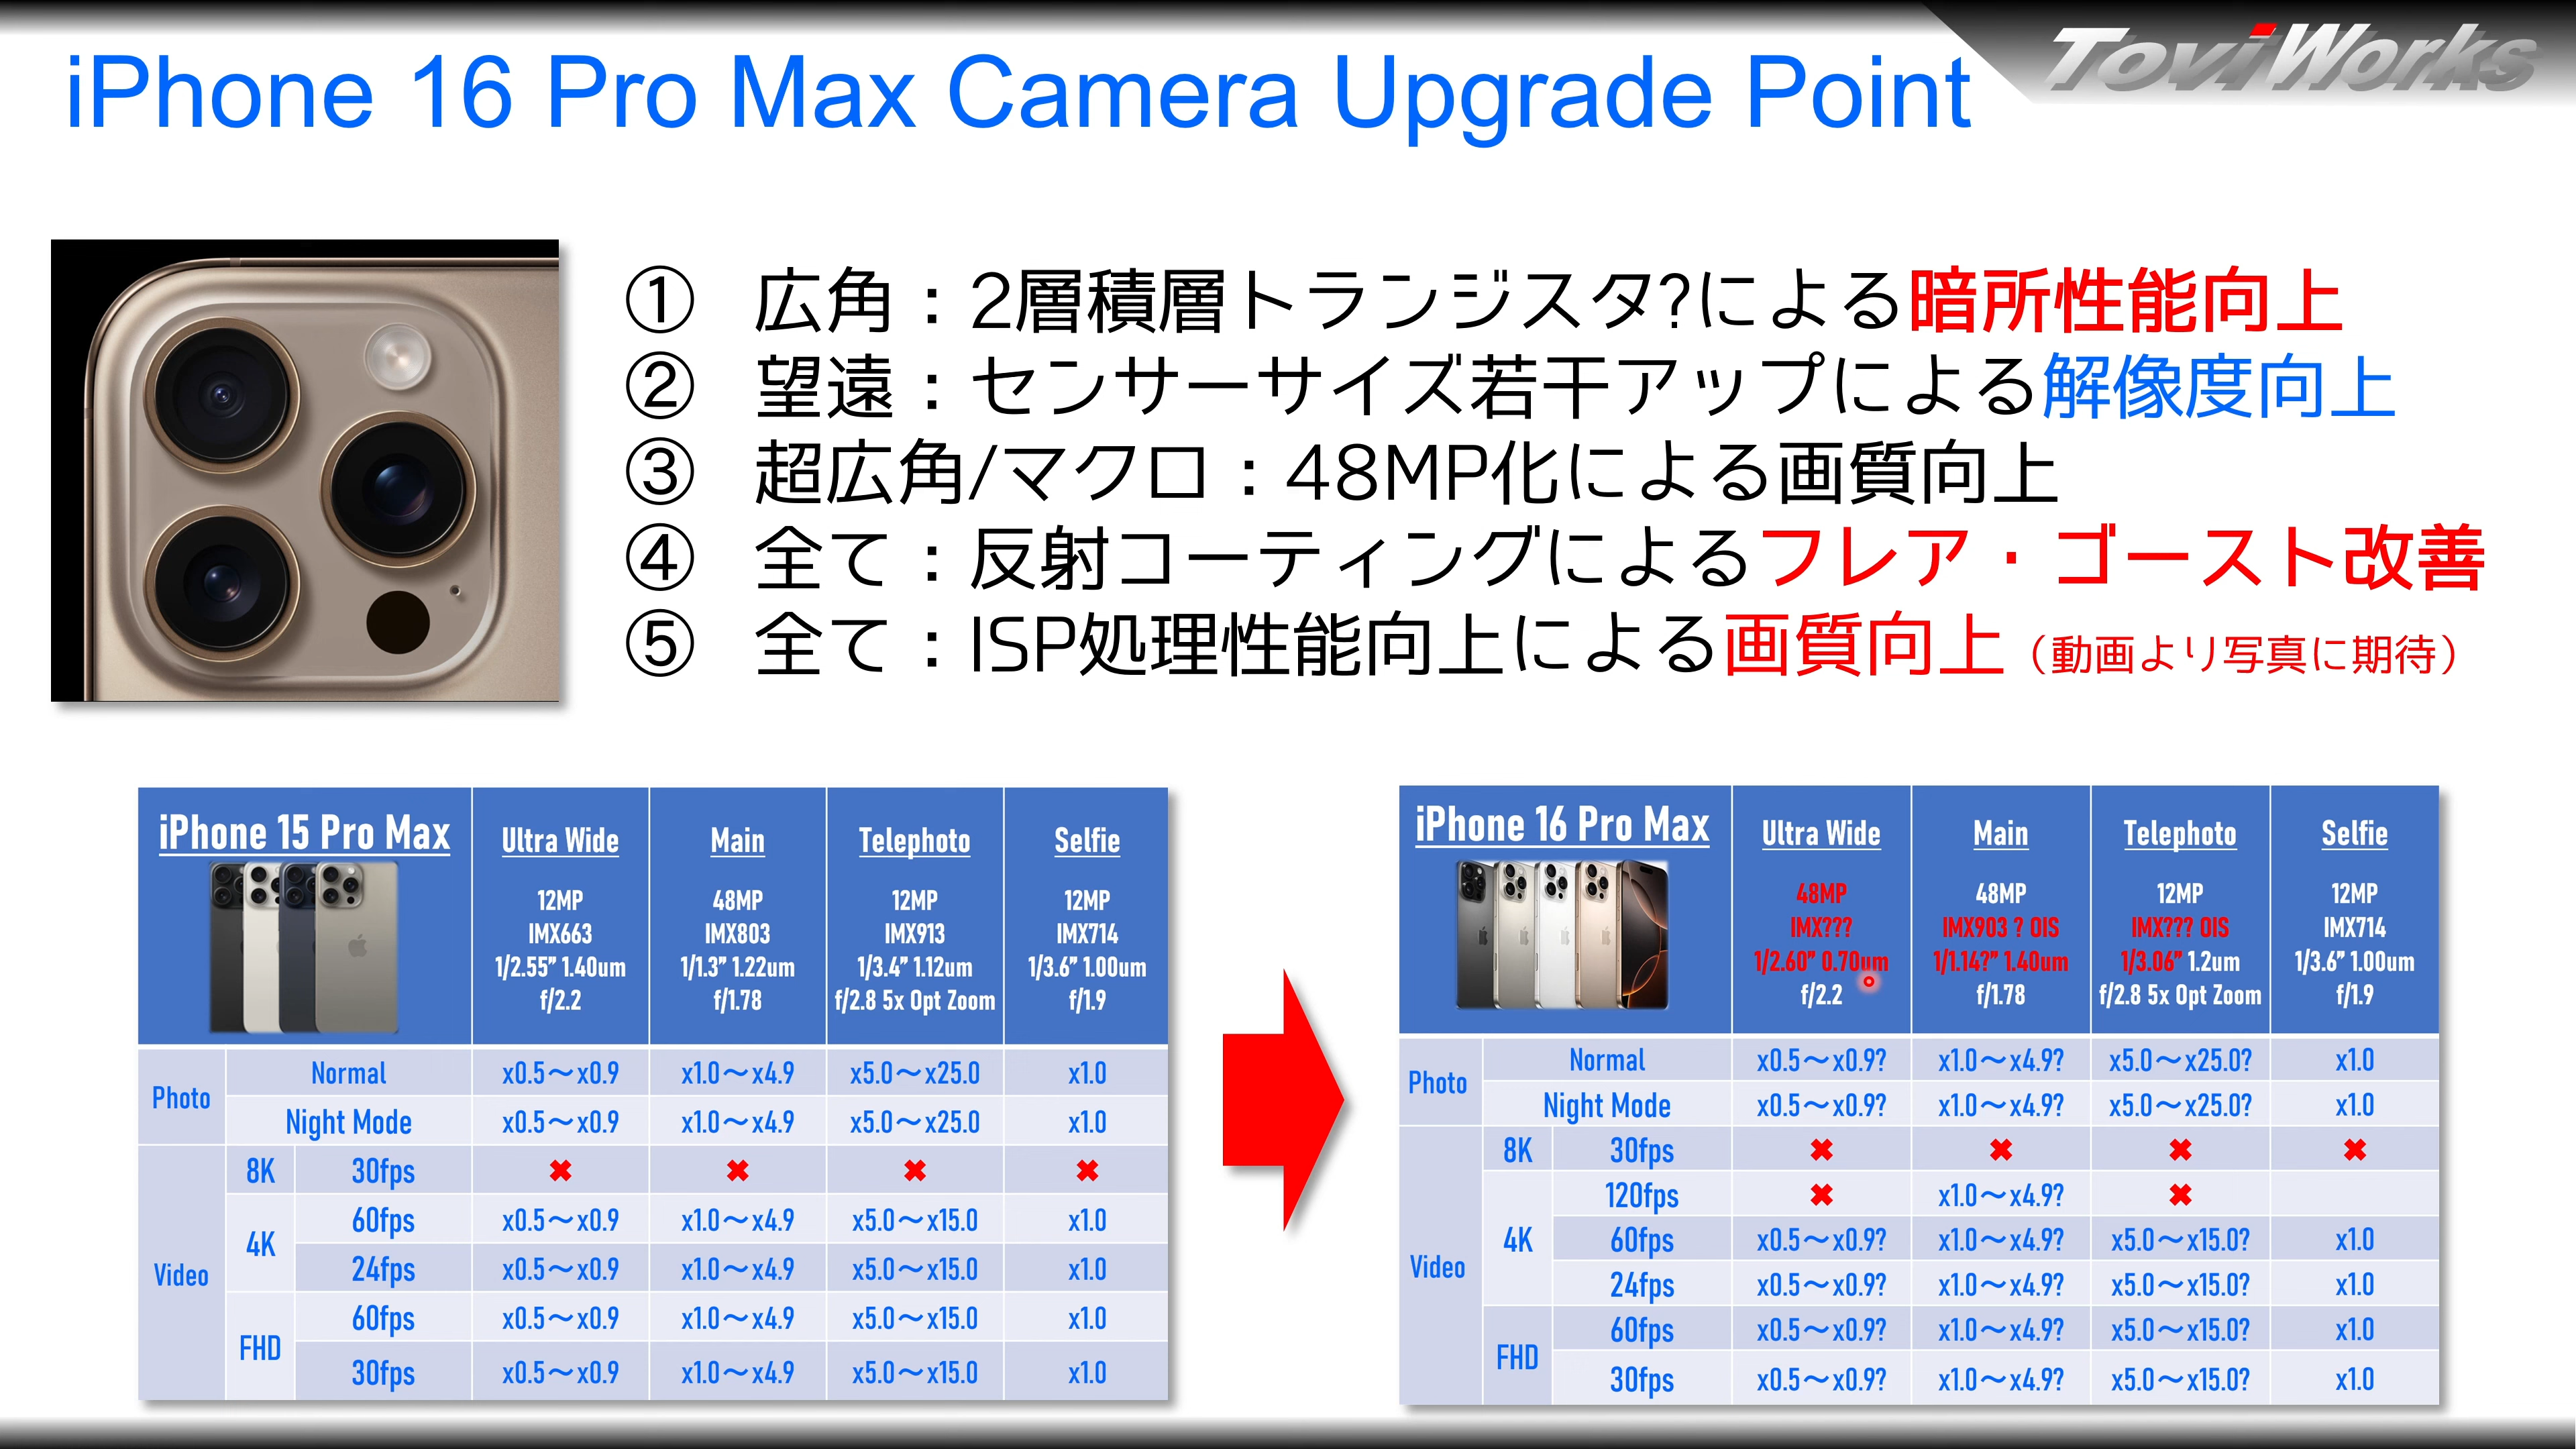 iPhone 16 Pro Max Camera Upgrade Point
ToviWorks
① 広角：2層積層トランジスタ?による暗所性能向上
② 望遠：センサーサイズ若干アップによる解像度向上
③ 超広角/マクロ：48MP化による画質向上
④ 全て：反射コーティングによるフレア・ゴースト改善
⑤ 全て：ISP処理性能向上による画質向上（動画より写真に期待）
iPhone 15 Pro Max Ultra Wide Main Telephoto Selfie
12MP 48MP 12MP 12MP
IMX663 IMX803 IMX913 IMX714
1/2.55” 1.40um 1/1.3” 1.22um 1/3.4” 1.12um 1/3.6” 1.00um
f/2.2 f/1.78 f/2.8 5x Opt Zoom f/1.9
Photo Normal x0.5～x0.9 x1.0～x4.9 x5.0～x25.0 x1.0
Night Mode x0.5～x0.9 x1.0～x4.9 x5.0～x25.0 x1.0
Video 8K 30fps ✖ ✖ ✖ ✖
4K 60fps x0.5～x0.9 x1.0～x4.9 x5.0～x15.0 x1.0
24fps x0.5～x0.9 x1.0～x4.9 x5.0～x15.0 x1.0
FHD 60fps x0.5～x0.9 x1.0～x4.9 x5.0～x15.0 x1.0
30fps x0.5～x0.9 x1.0～x4.9 x5.0～x15.0 x1.0
iPhone 16 Pro Max Ultra Wide Main Telephoto Selfie
48MP 48MP 12MP 12MP
IMX??? IMX903 ? OIS IMX??? OIS IMX714
1/2.60” 0.70um 1/1.14?” 1.40um 1/3.06” 1.2um 1/3.6” 1.00um
f/2.2 f/1.78 f/2.8 5x Opt Zoom f/1.9
Photo Normal x0.5～x0.9? x1.0～x4.9? x5.0～x25.0? x1.0
Night Mode x0.5～x0.9? x1.0～x4.9? x5.0～x25.0? x1.0
Video 8K 30fps ✖ ✖ ✖ ✖
4K 120fps ✖ x1.0～x4.9? ✖
60fps x0.5～x0.9? x1.0～x4.9? x5.0～x15.0? x1.0
24fps x0.5～x0.9? x1.0～x4.9? x5.0～x15.0? x1.0
FHD 60fps x0.5～x0.9? x1.0～x4.9? x5.0～x15.0? x1.0
30fps x0.5～x0.9? x1.0～x4.9? x5.0～x15.0? x1.0